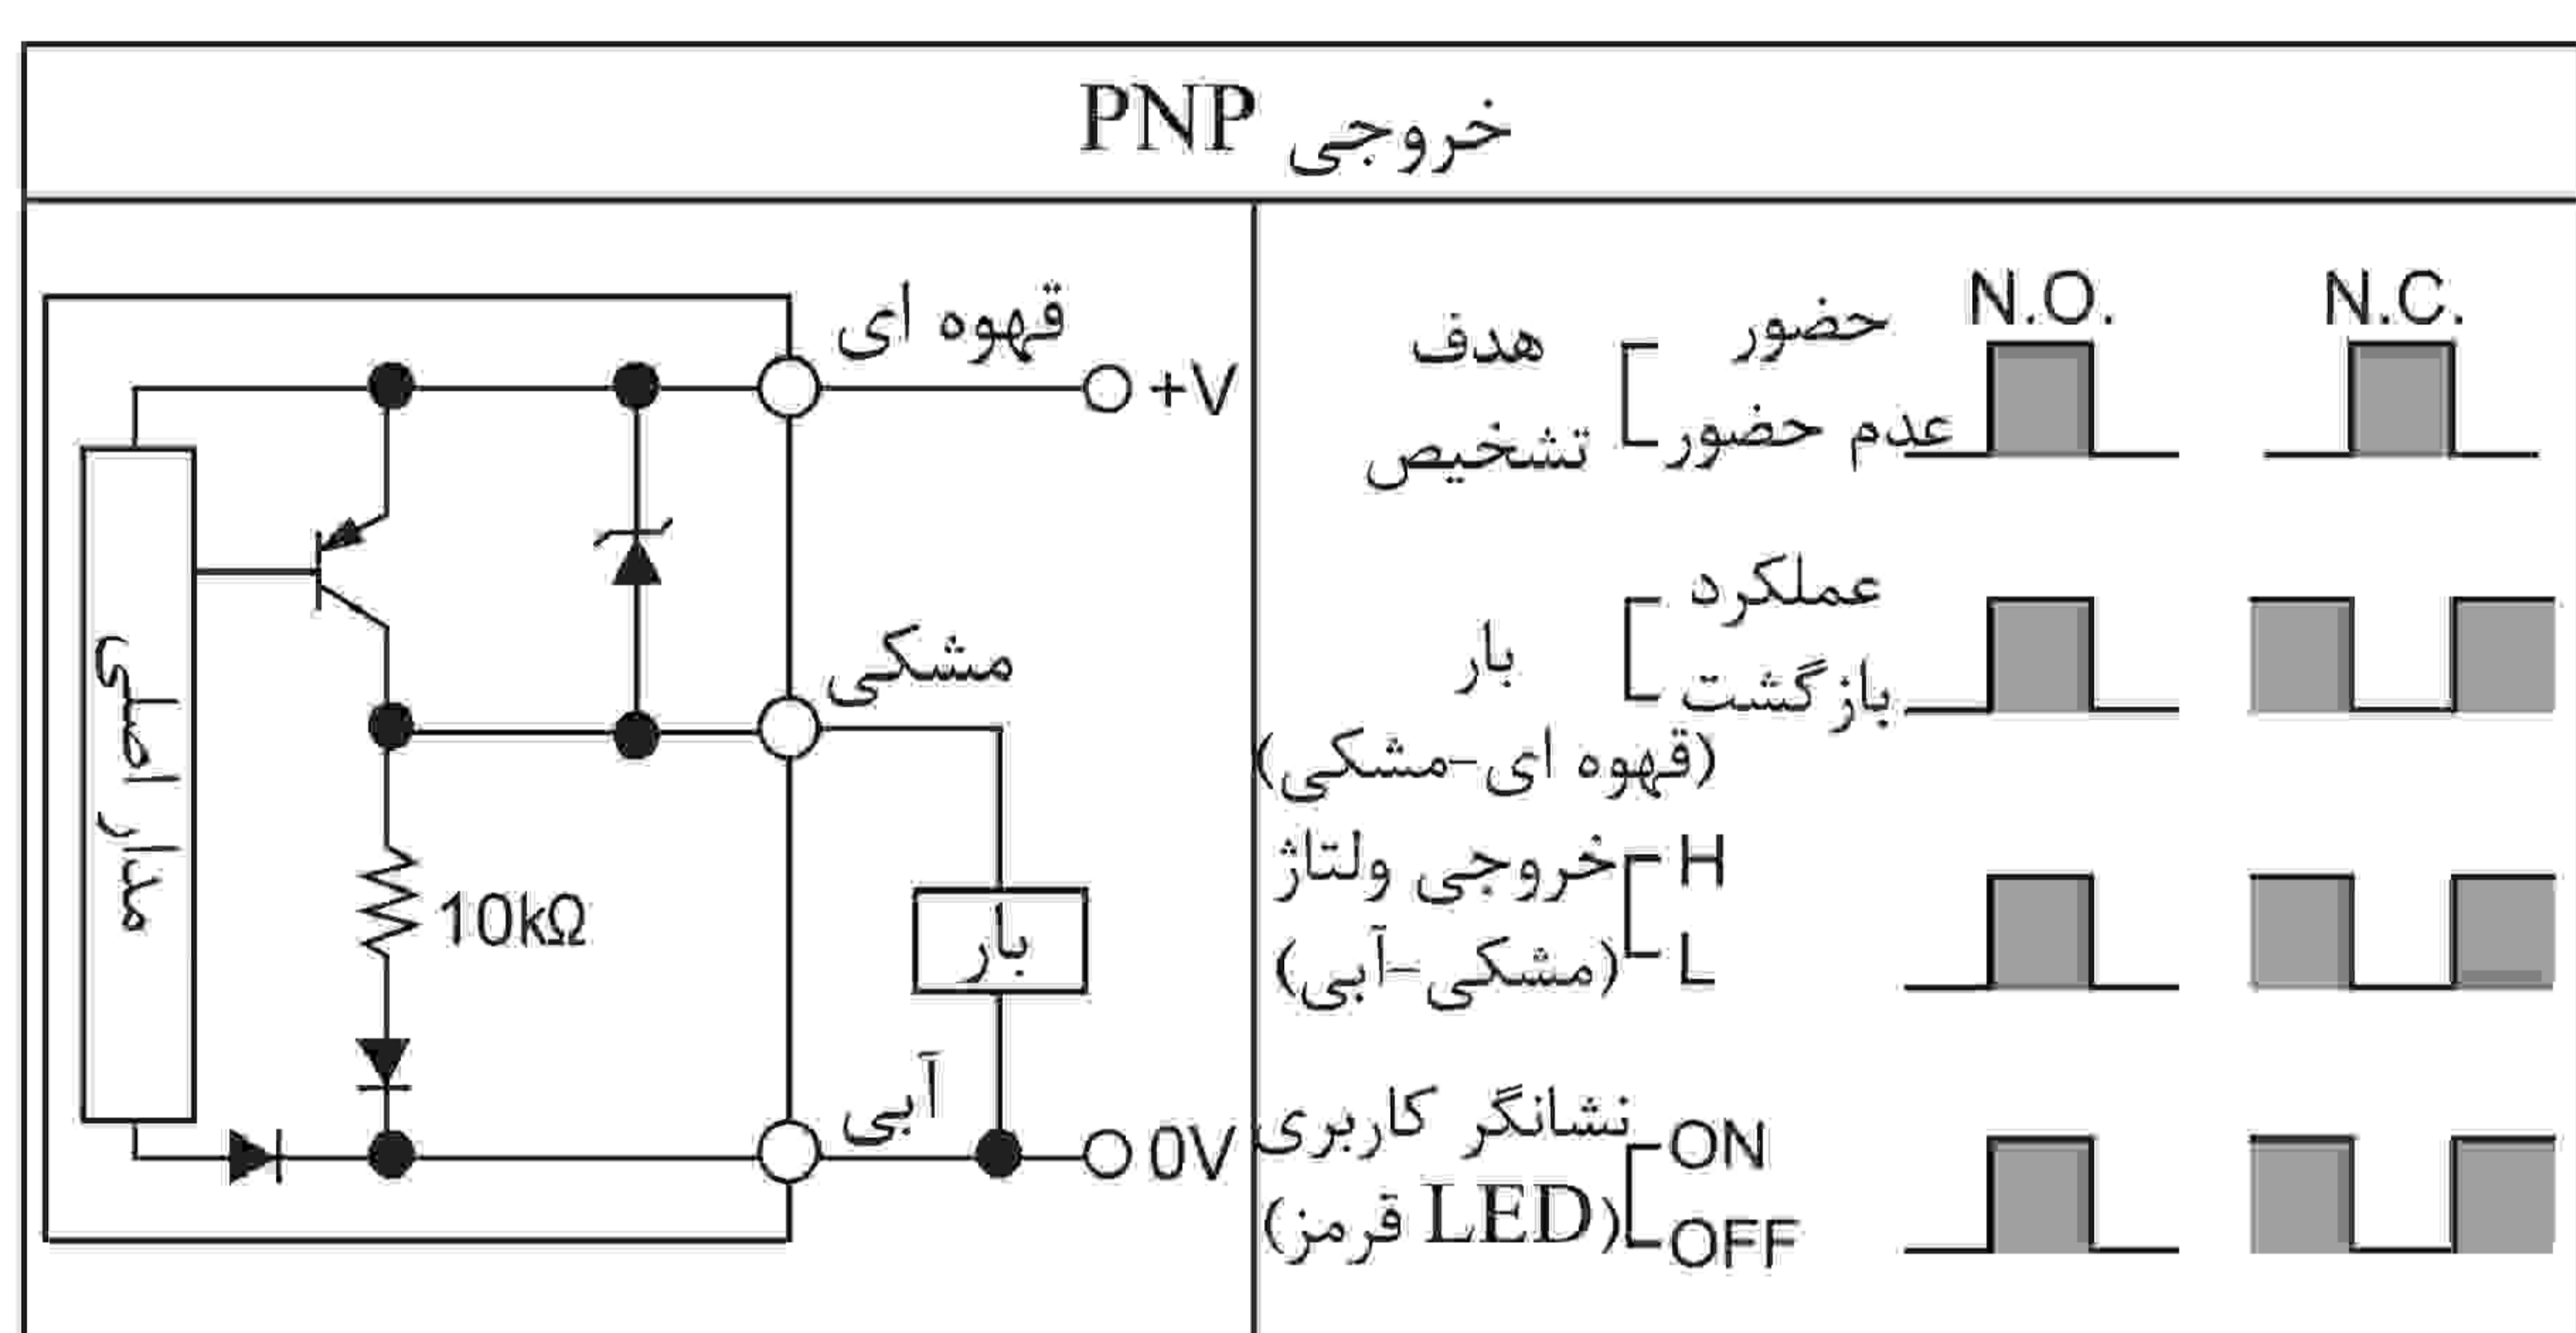 خروجی PNP
قهوه ای
+V
مدار اصلی
مشکی
10kΩ
بار
آبی
0V
N.O.
N.C.
هدف
تشخیص
حضور
عدم حضور
بار
(قهوه ای-مشکی)
عملکرد
بازگشت
خروجی ولتاژ
(مشکی-آبی)
H
L
نشانگر کاربری
(LED قرمز)
ON
OFF